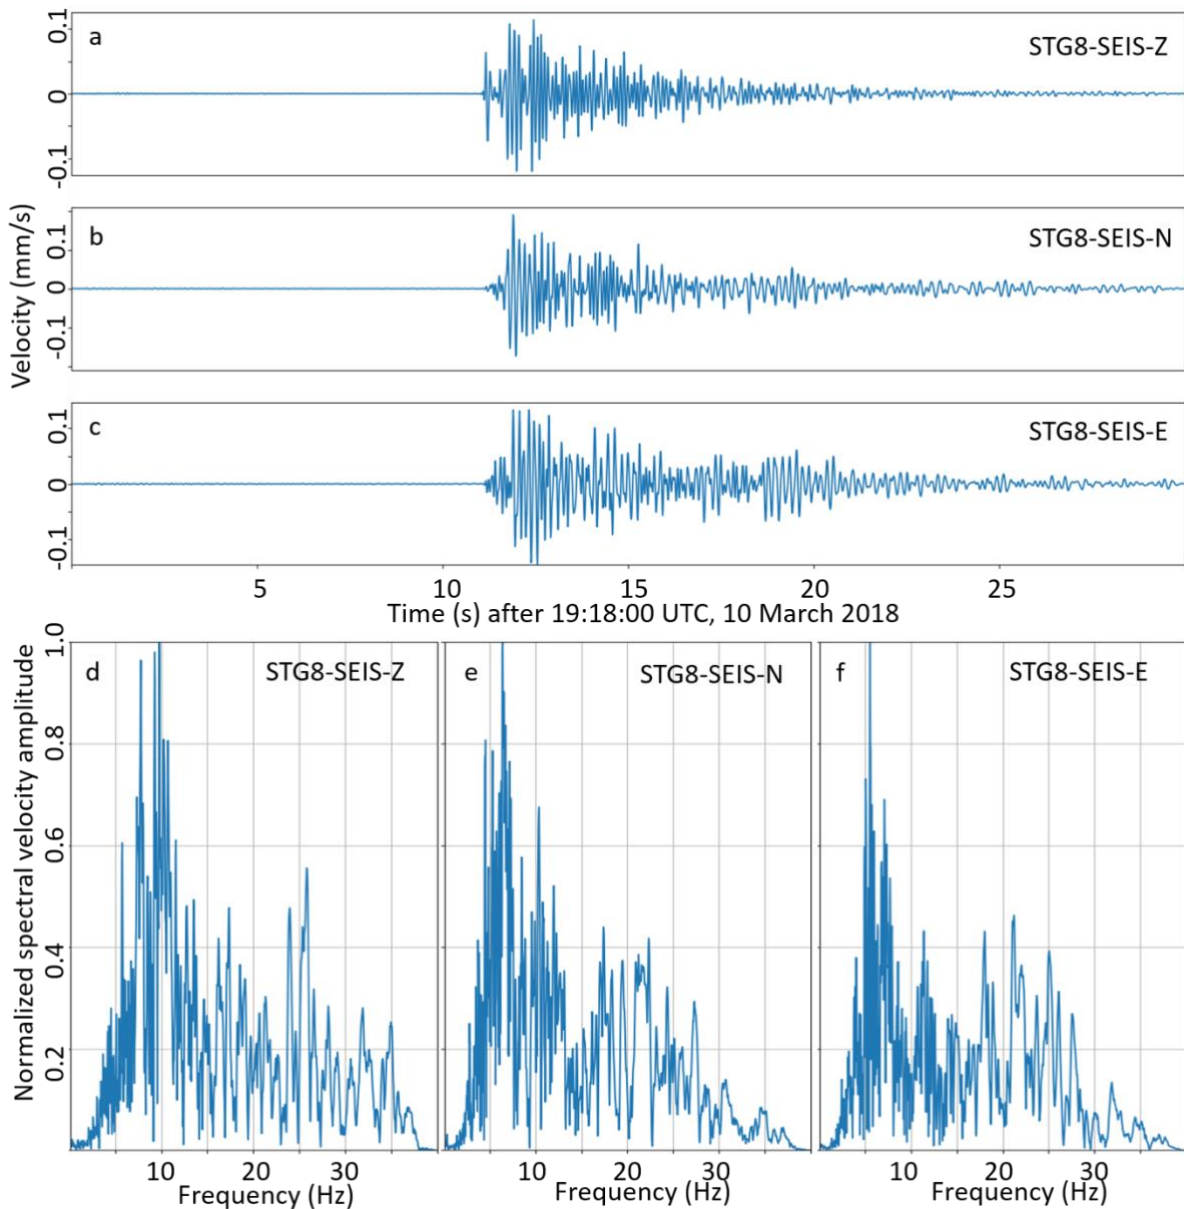 0.1
a
STG8-SEIS-Z
0
-0.1
Velocity (mm/s)
0.1
b
STG8-SEIS-N
0
-0.1
0.1
c
STG8-SEIS-E
0
-0.1
5 10 15 20 25
Time (s) after 19:18:00 UTC, 10 March 2018
Normalized spectral velocity amplitude
1.0
0.8
0.6
0.4
0.2
d STG8-SEIS-Z
10 20 30
Frequency (Hz)
e STG8-SEIS-N
10 20 30
Frequency (Hz)
f STG8-SEIS-E
10 20 30
Frequency (Hz)